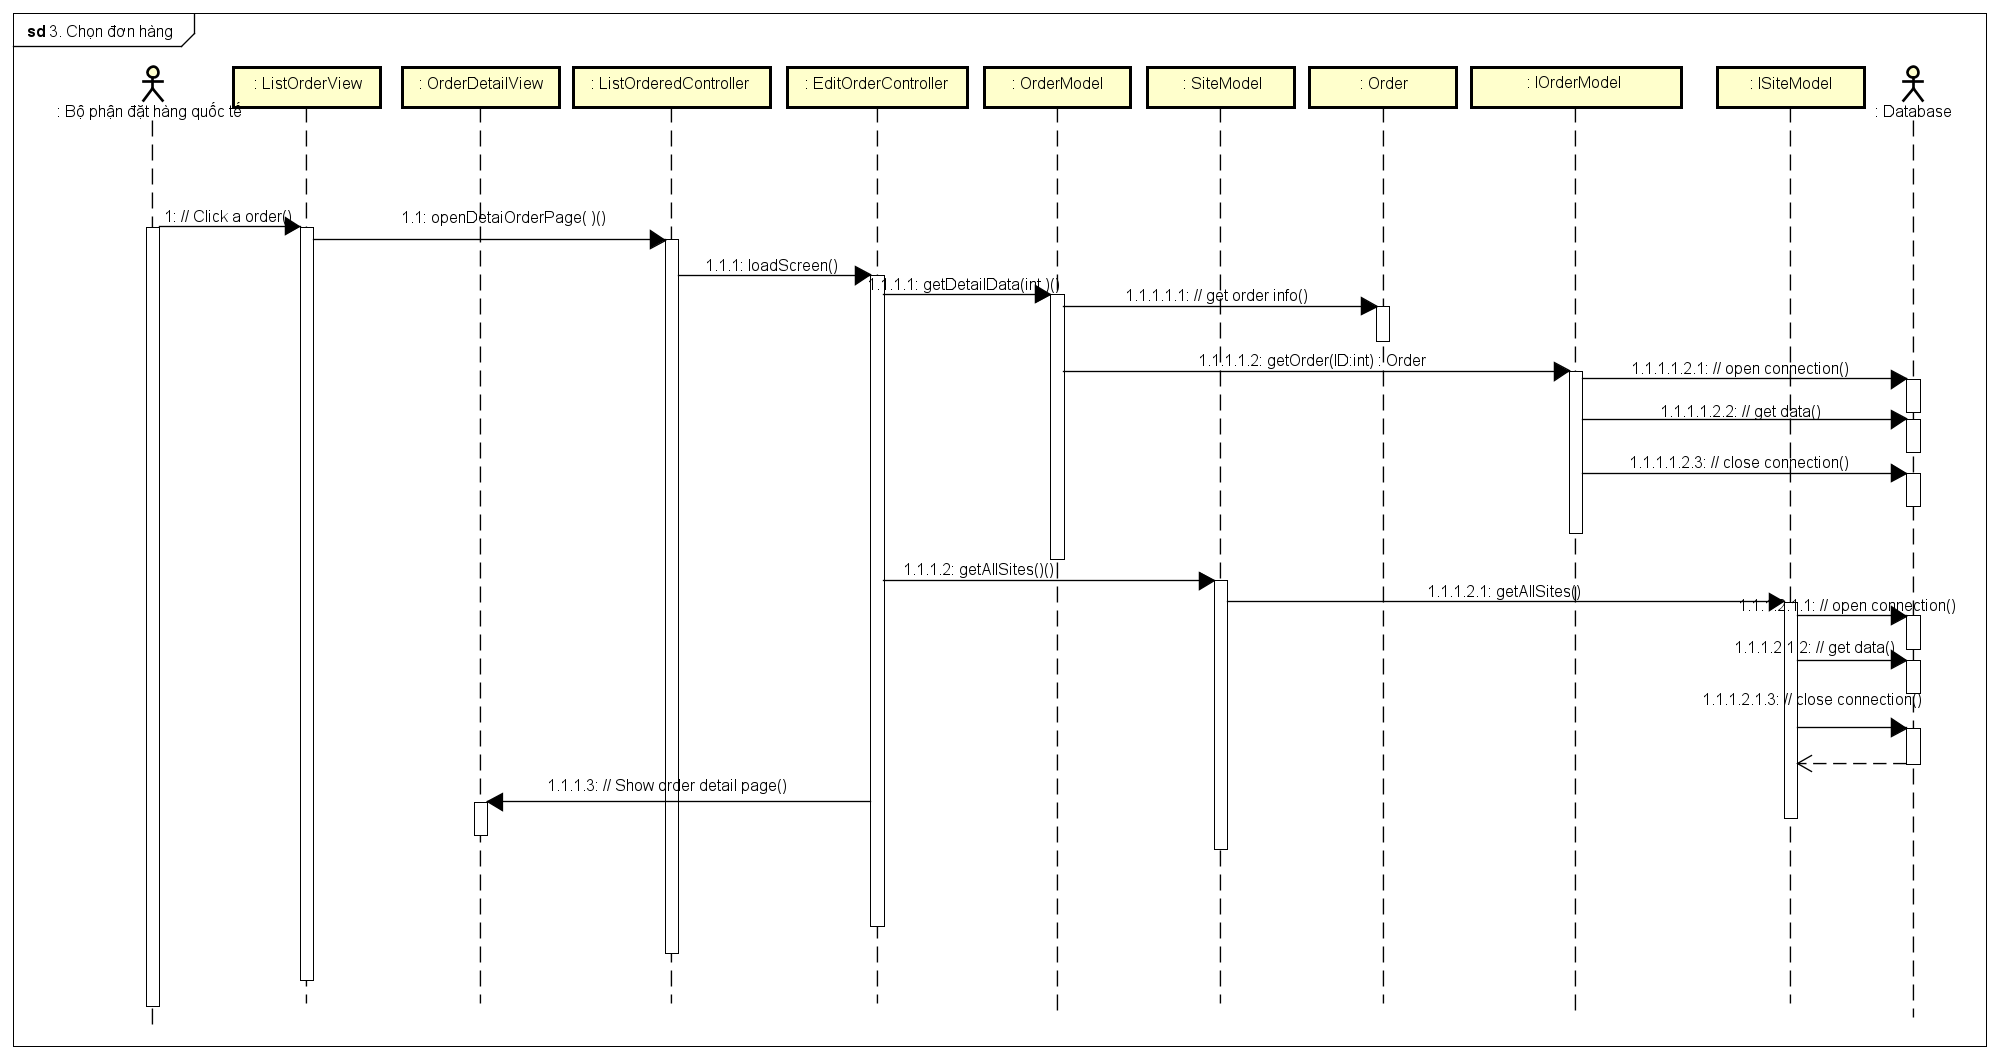 sd 3. Chọn đơn hàng
: Bộ phận đặt hàng quốc tế
: ListOrderView
: OrderDetailView
: ListOrderedController
: EditOrderController
: OrderModel
: SiteModel
: Order
: IOrderModel
: ISiteModel
: Database
1: // Click a order()
1.1: openDetaiOrderPage( )()
1.1.1: loadScreen()
1.1.1.1: getDetailData(int )()
1.1.1.1.1: // get order info()
1.1.1.1.2: getOrder(ID:int) : Order
1.1.1.1.2.1: // open connection()
1.1.1.1.2.2: // get data()
1.1.1.1.2.3: // close connection()
1.1.1.2: getAllSites()()
1.1.1.2.1: getAllSites()
1.1.1.2.1.1: // open connection()
1.1.1.2.1.2: // get data()
1.1.1.2.1.3: // close connection()
1.1.1.3: // Show order detail page()